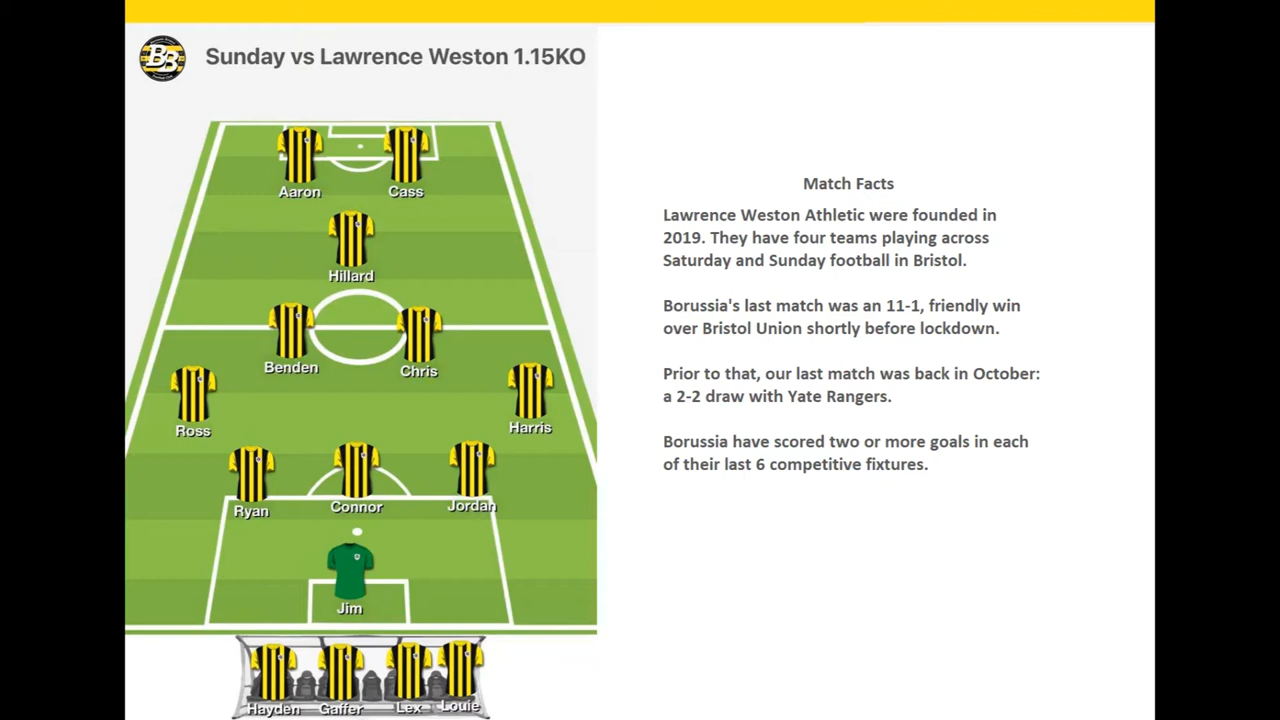 BB
Sunday vs Lawrence Weston 1.15KO
Aaron
Cass
Hillard
Benden
Chris
Ross
Harris
Ryan
Connor
Jordan
Jim
Hayden
Gaffer
Lex
Louie
Match Facts
Lawrence Weston Athletic were founded in
2019. They have four teams playing across
Saturday and Sunday football in Bristol.
Borussia's last match was an 11-1, friendly win
over Bristol Union shortly before lockdown.
Prior to that, our last match was back in October:
a 2-2 draw with Yate Rangers.
Borussia have scored two or more goals in each
of their last 6 competitive fixtures.